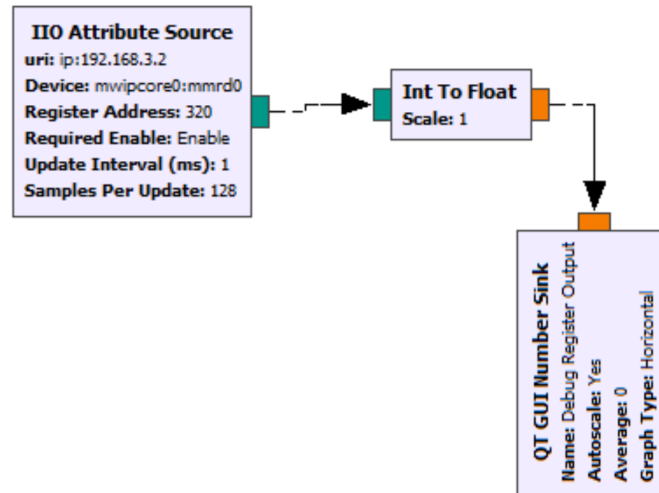 IIO Attribute Source
uri: ip:192.168.3.2
Device: mwipcore0:mmrd0
Register Address: 320
Required Enable: Enable
Update Interval (ms): 1
Samples Per Update: 128
Int To Float
Scale: 1
QT GUI Number Sink
Name: Debug Register Output
Autoscale: Yes
Average: 0
Graph Type: Horizontal